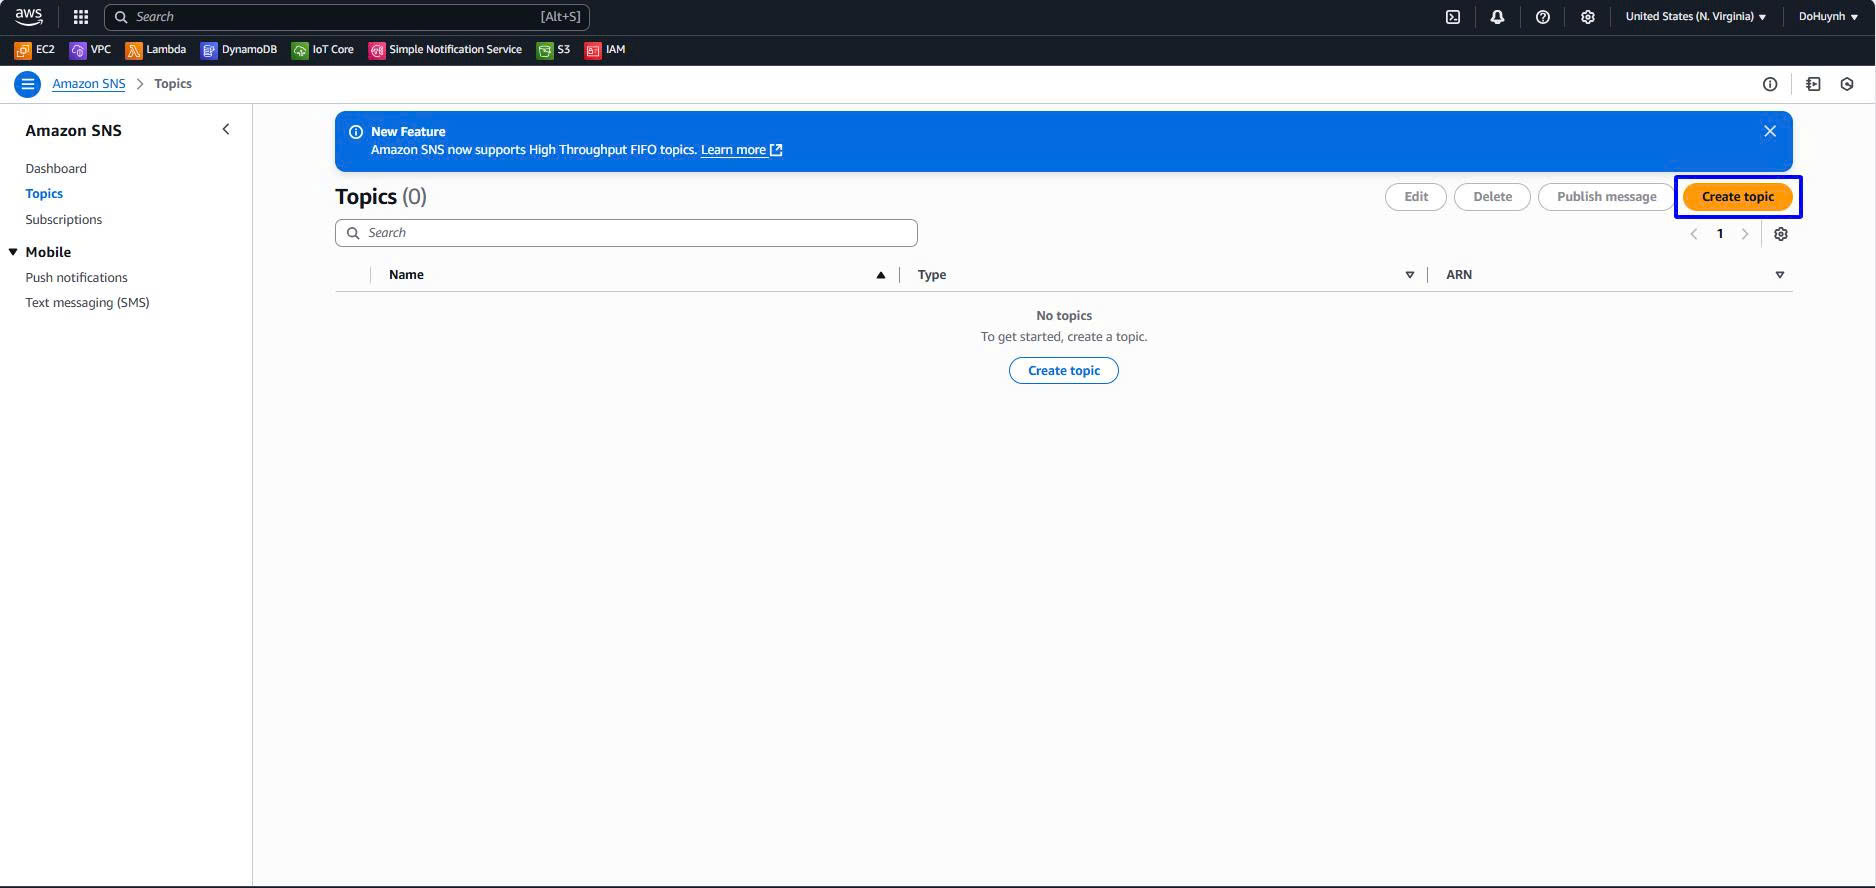 aws
Search [Alt+S]
United States (N. Virginia)
DoHuynh
EC2 VPC Lambda DynamoDB IoT Core Simple Notification Service S3 IAM
Amazon SNS > Topics
Amazon SNS
Dashboard
Topics
Subscriptions
Mobile
Push notifications
Text messaging (SMS)
New Feature
Amazon SNS now supports High Throughput FIFO topics. Learn more
Topics (0)
Edit Delete Publish message Create topic
Search
1
Name Type ARN
No topics
To get started, create a topic.
Create topic